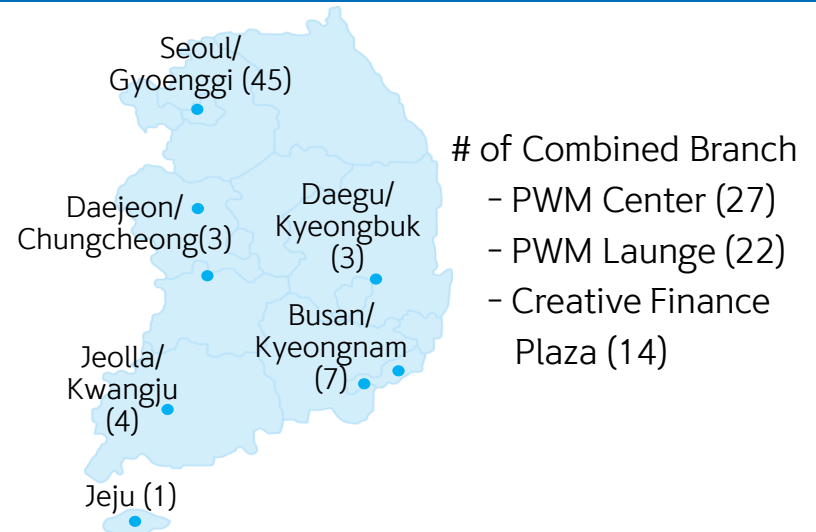 Seoul/
Gyoenggi (45)
Daejeon/
Chungcheong(3)
Daegu/
Kyeongbuk
(3)
Busan/
Kyeongnam
(7)
Jeolla/
Kwangju
(4)
Jeju (1)
# of Combined Branch
- PWM Center (27)
- PWM Launge (22)
- Creative Finance
Plaza (14)